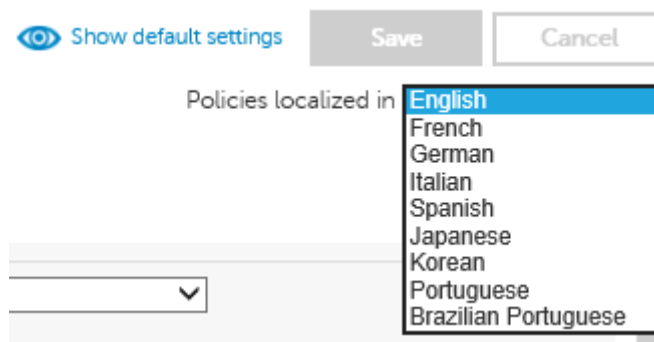 Show default settings Save Cancel
Policies localized in English
French
German
Italian
Spanish
Japanese
Korean
Portuguese
Brazilian Portuguese